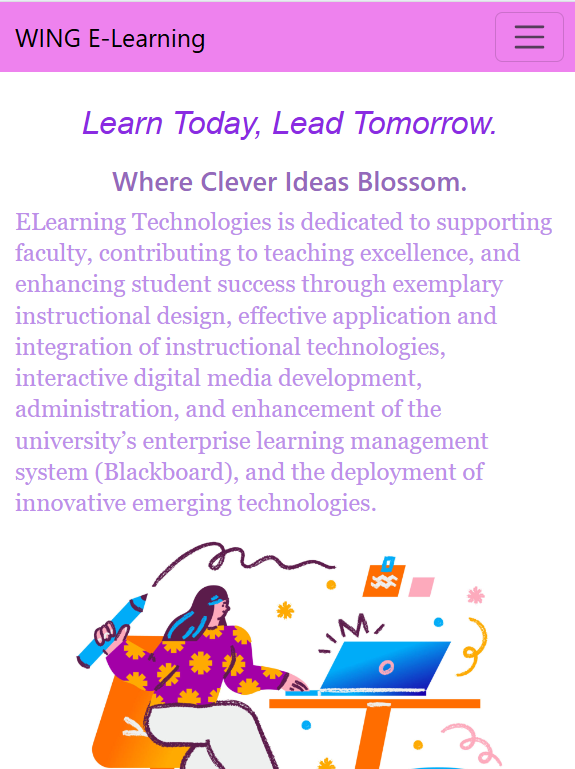 WING E-Learning
Learn Today, Lead Tomorrow.
Where Clever Ideas Blossom.
ELearning Technologies is dedicated to supporting
faculty, contributing to teaching excellence, and
enhancing student success through exemplary
instructional design, effective application and
integration of instructional technologies,
interactive digital media development,
administration, and enhancement of the
university’s enterprise learning management
system (Blackboard), and the deployment of
innovative emerging technologies.